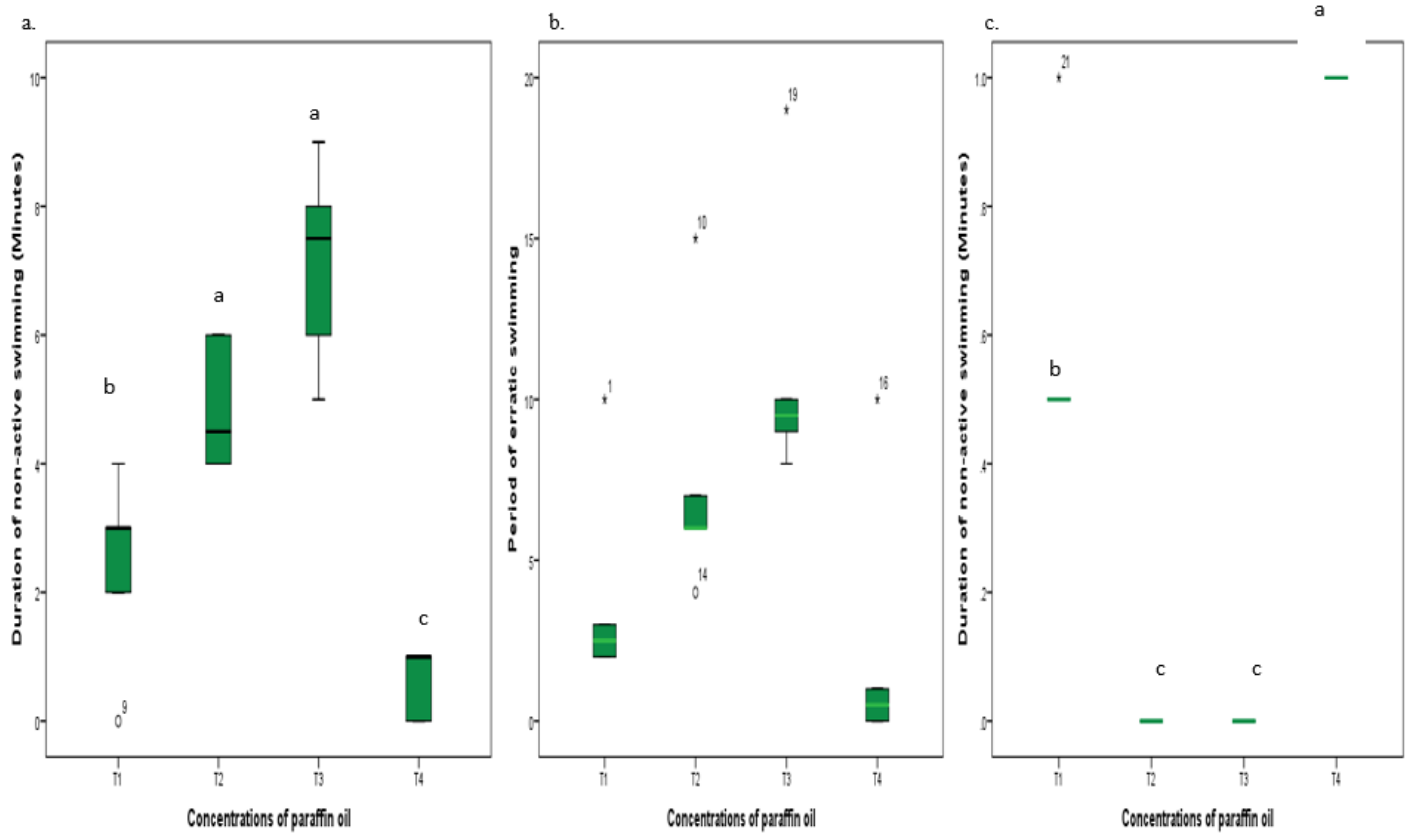 a.
Duration of non-active swimming (Minutes)
10
8
6
4
2
0
b
a
a
c
9
T1 T2 T3 T4
Concentrations of paraffin oil
b.
Period of erratic swimming
20
15
10
5
0
1
10
14
19
16
T1 T2 T3 T4
Concentrations of paraffin oil
c.
Duration of non-active swimming (Minutes)
1.0
.8
.6
.4
.2
.0
21
b
c
c
a
T1 T2 T3 T4
Concentrations of paraffin oil